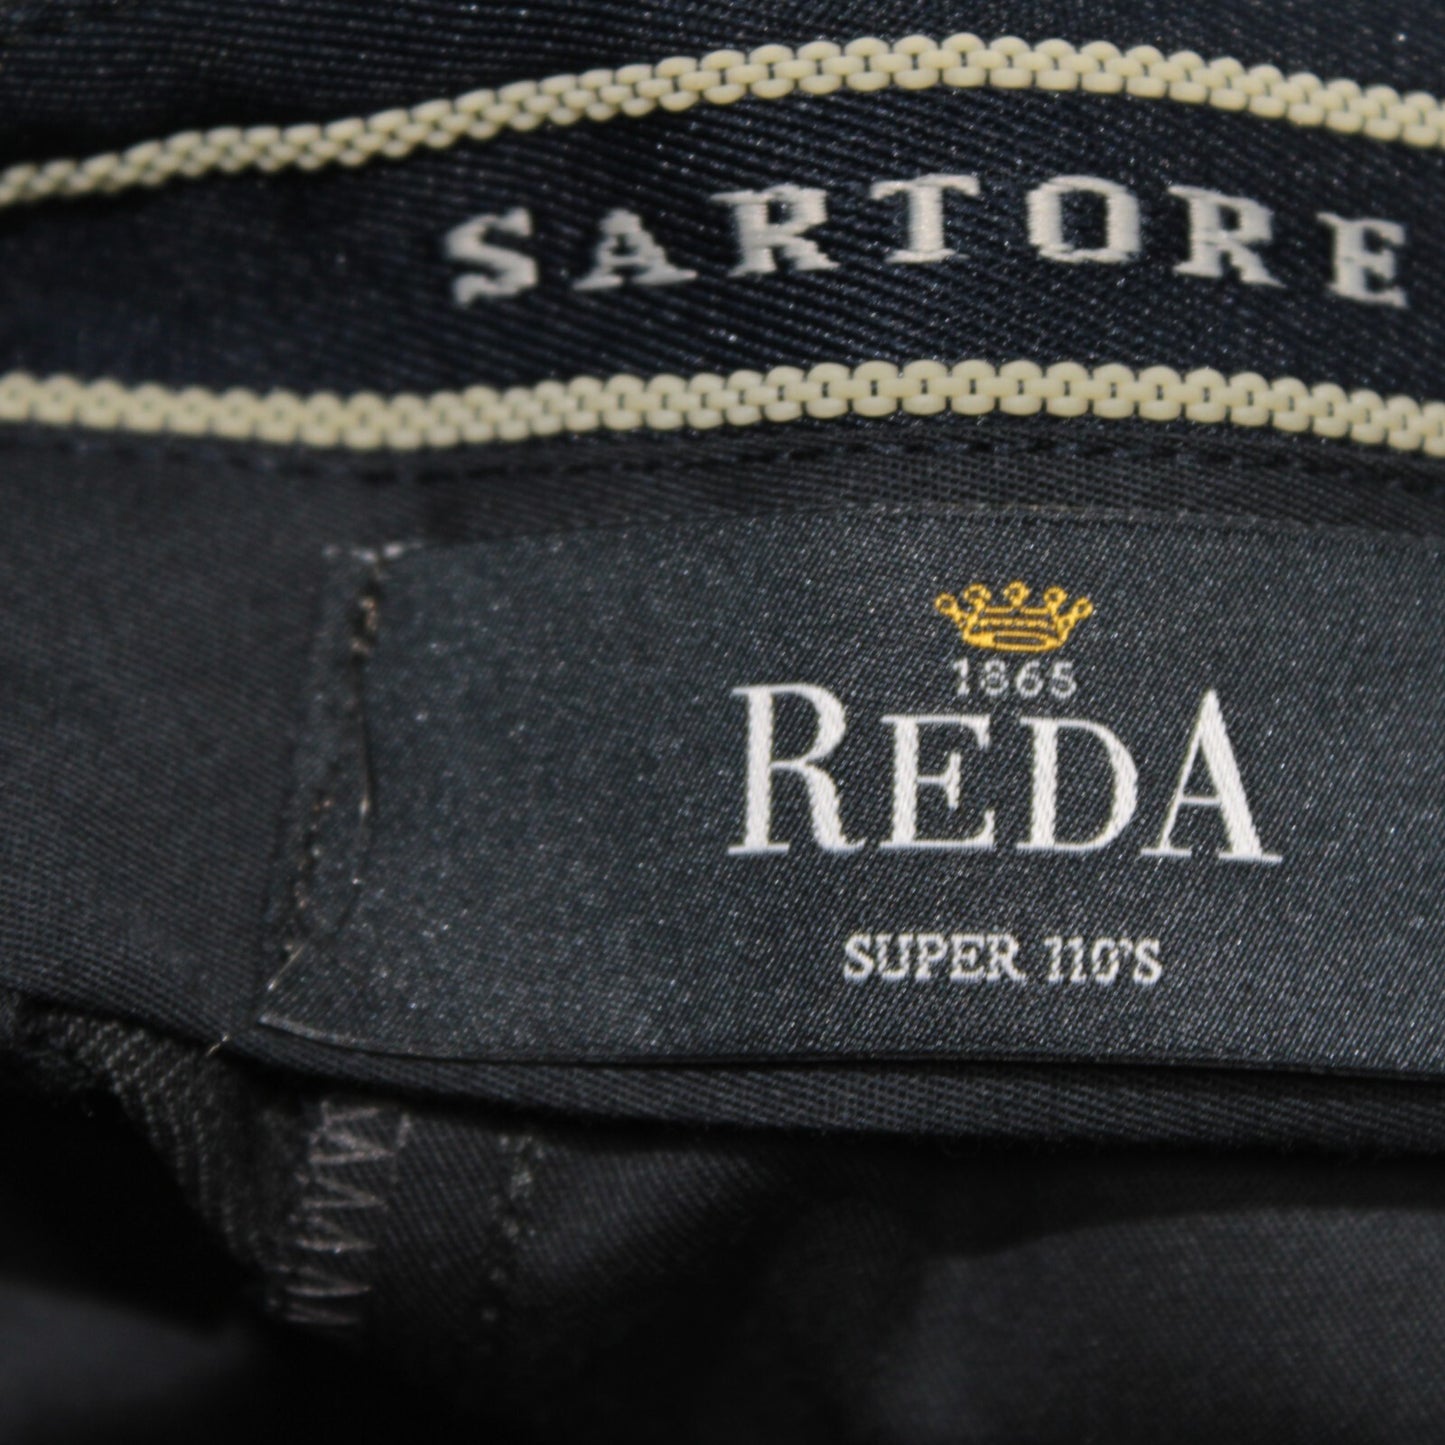 SARTORE
1865
REDA
SUPER 110'S